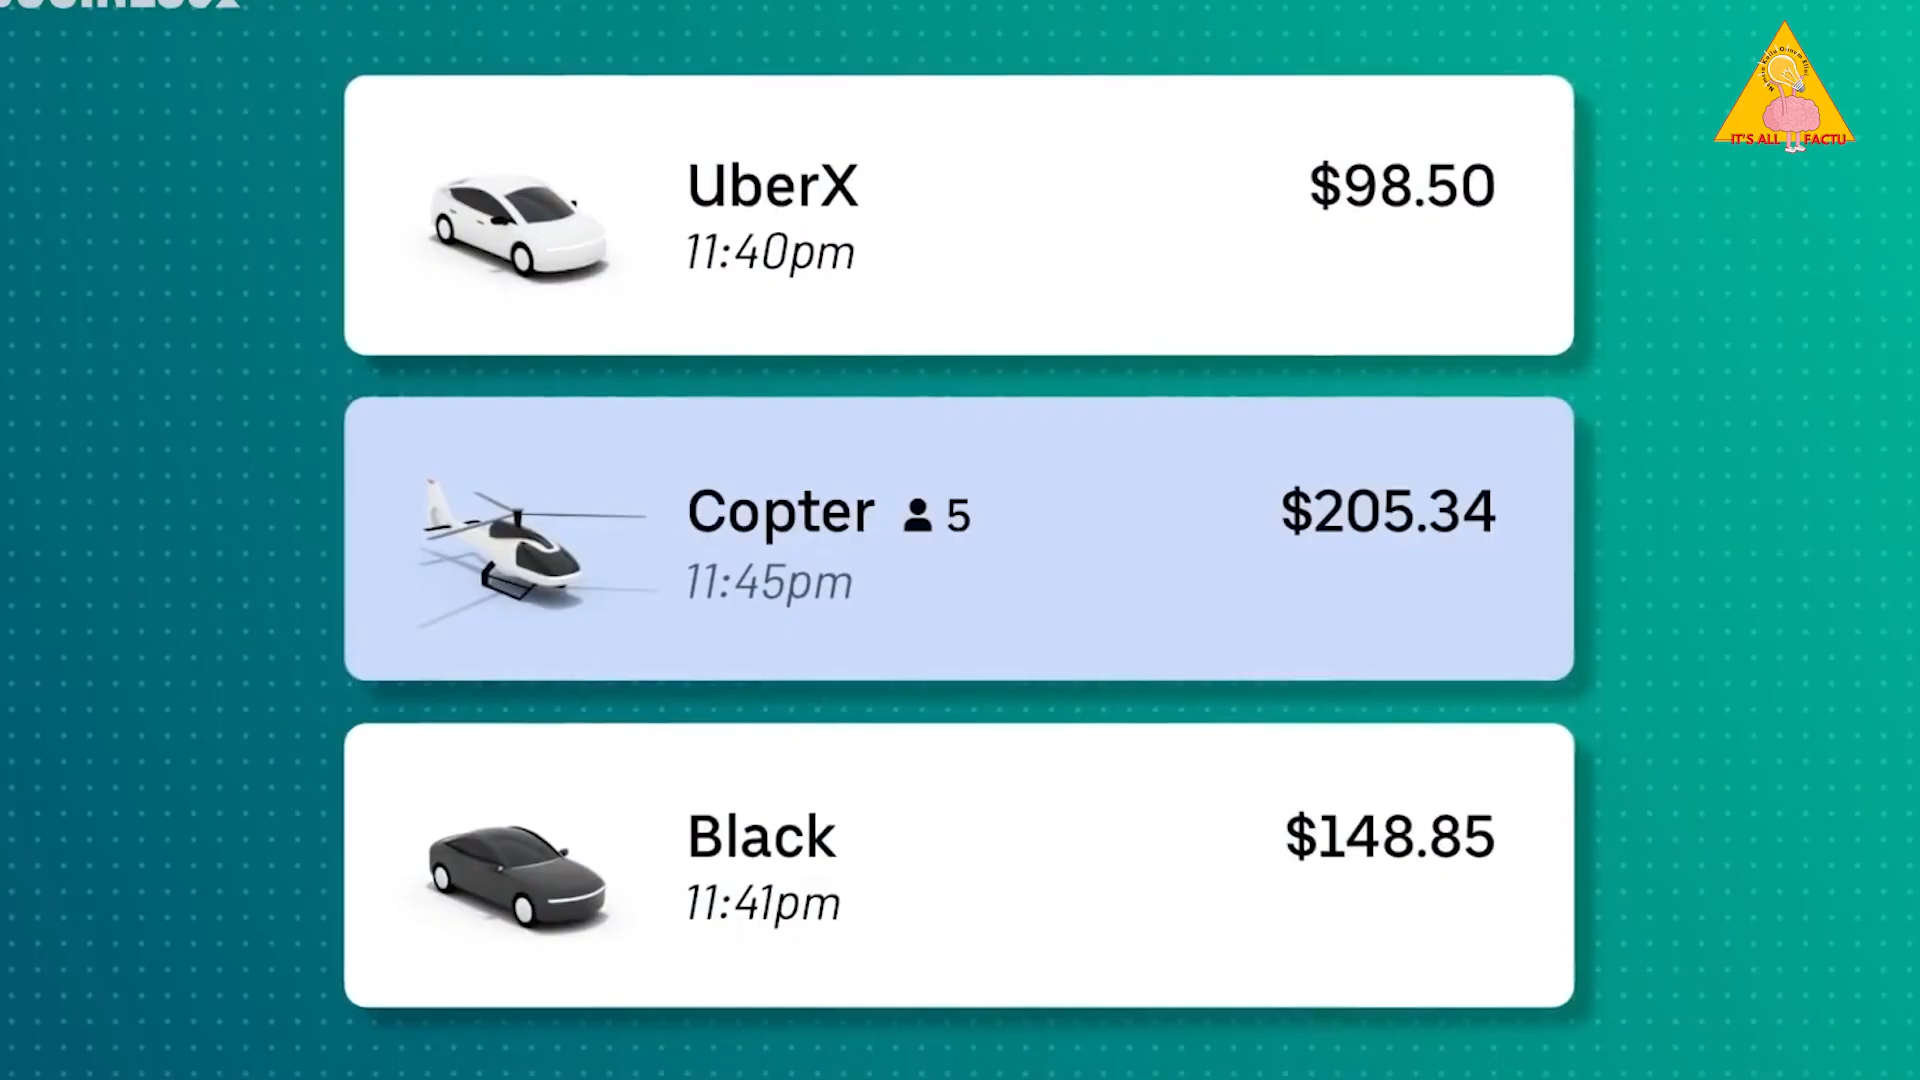 UberX
$98.50
11:40pm
Copter 5
$205.34
11:45pm
Black
$148.85
11:41pm
IT'S ALL FACTU